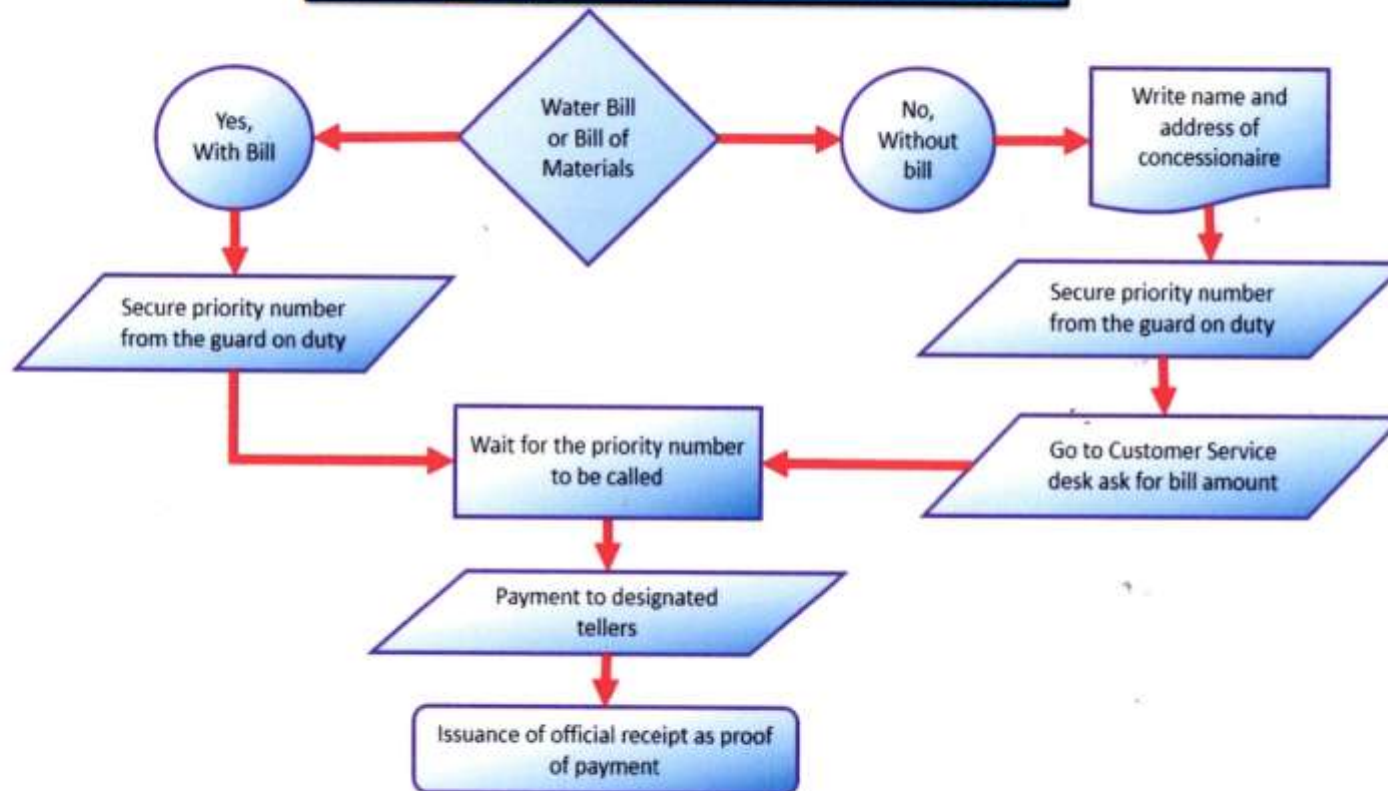 Water Bill
or Bill of
Materials
Yes,
With Bill
No,
Without
bill
Write name and
address of
concessionaire
Secure priority number
from the guard on duty
Secure priority number
from the guard on duty
Go to Customer Service
desk ask for bill amount
Wait for the priority number
to be called
Payment to designated
tellers
Issuance of official receipt as proof
of payment